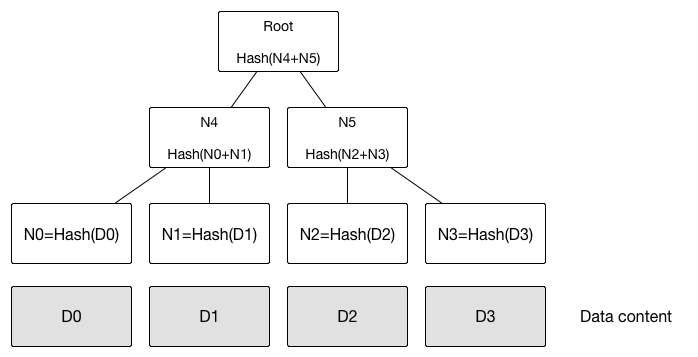 Root
Hash(N4+N5)
N4
Hash(N0+N1)
N5
Hash(N2+N3)
N0=Hash(D0)
N1=Hash(D1)
N2=Hash(D2)
N3=Hash(D3)
D0
D1
D2
D3
Data content